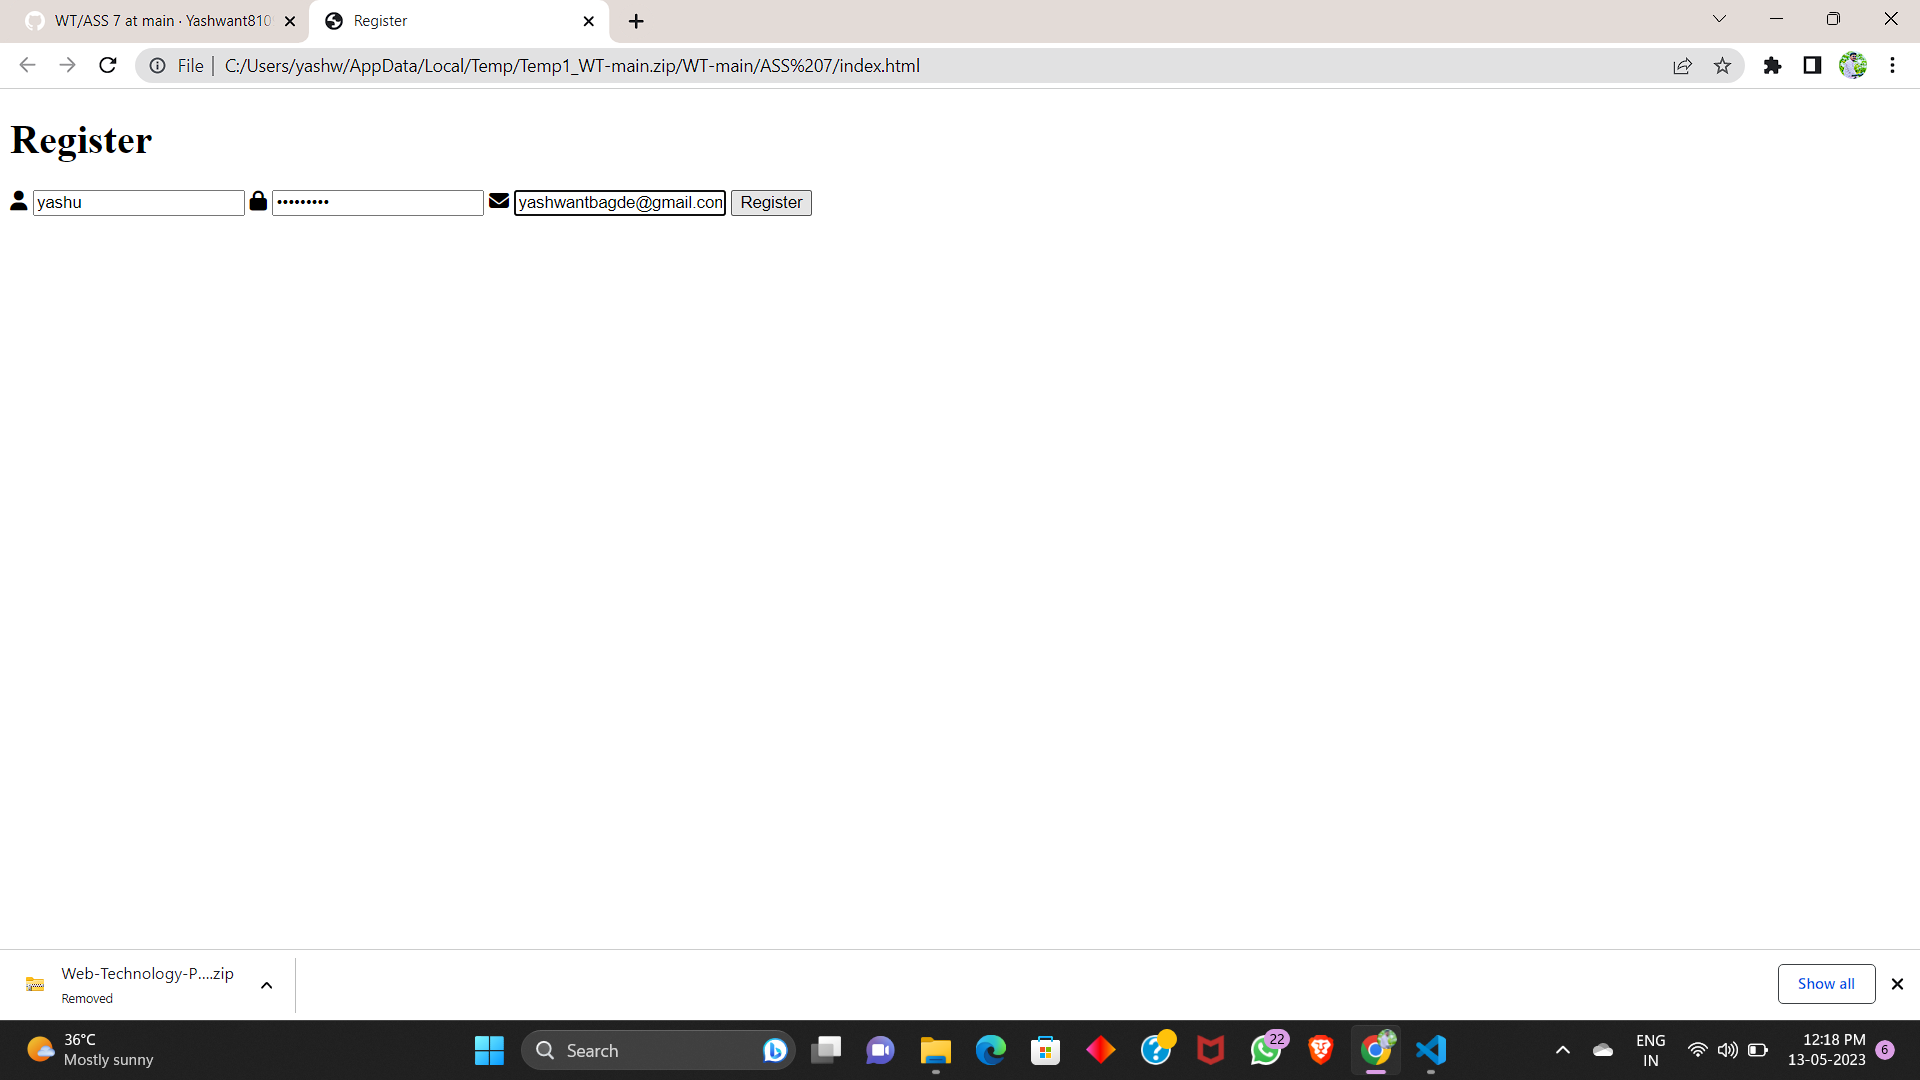 WT/ASS 7 at main · Yashwant810
Register
File
C:/Users/yashw/AppData/Local/Temp/Temp1_WT-main.zip/WT-main/ASS%207/index.html
Register
yashu
•••••••••
yashwantbagde@gmail.con
Register
Web-Technology-P....zip
Removed
Show all
36°C
Mostly sunny
Search
22
ENG
IN
12:18 PM
13-05-2023
6